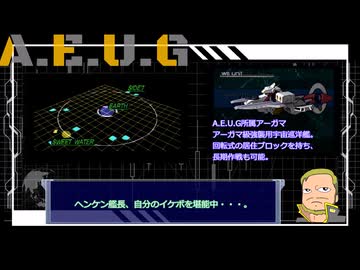 A.E.U.G
SIDE2
EARTH
SWEET WATER
A.E.U.G所属アーガマ
アーガマ級強襲用宇宙巡洋艦。
回転式の居住ブロックを持ち、
長期作戦も可能。
ヘンケン艦長、自分のイケボを堪能中・・・。